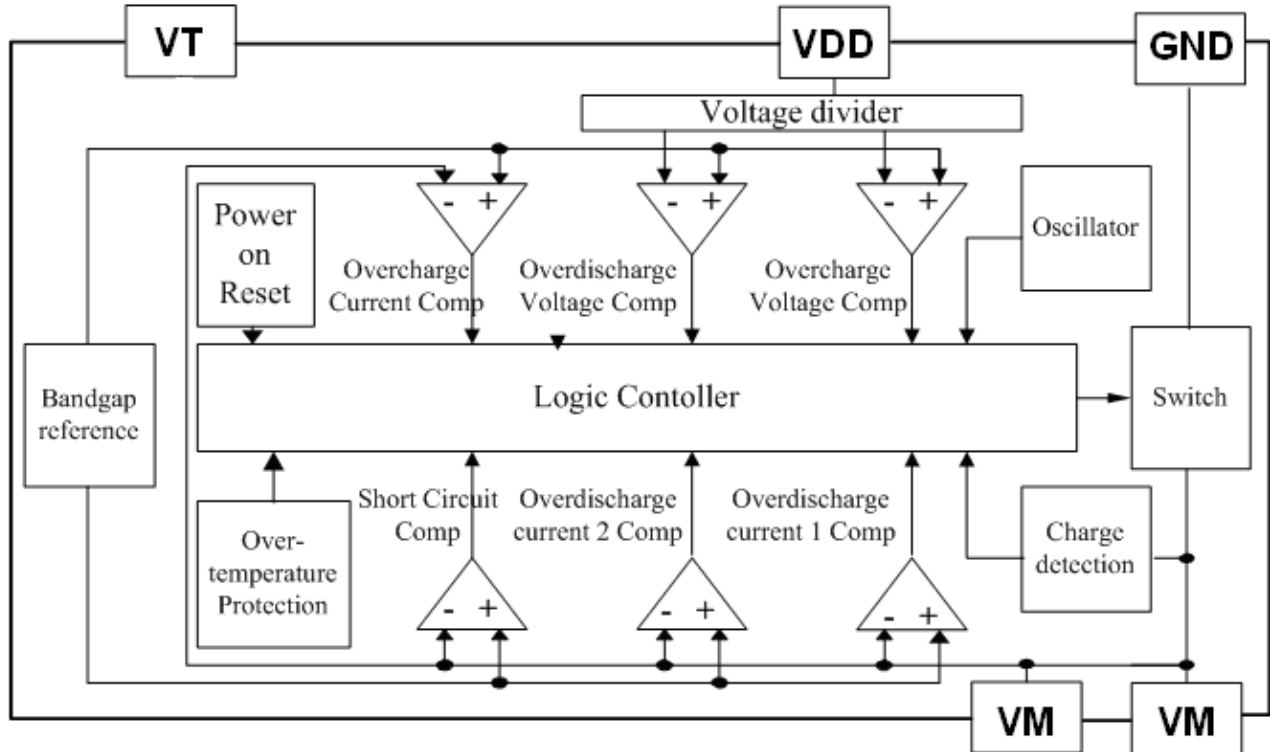 VT
VDD
GND
Voltage divider
- +
- +
- +
Power
on
Reset
Oscillator
Overcharge
Current Comp
Overdischarge
Voltage Comp
Overcharge
Voltage Comp
Bandgap
reference
Logic Contoller
Switch
Short Circuit
Comp
Overdischarge
current 2 Comp
Overdischarge
current 1 Comp
Over-
temperature
Protection
Charge
detection
- +
- +
- +
VM
VM